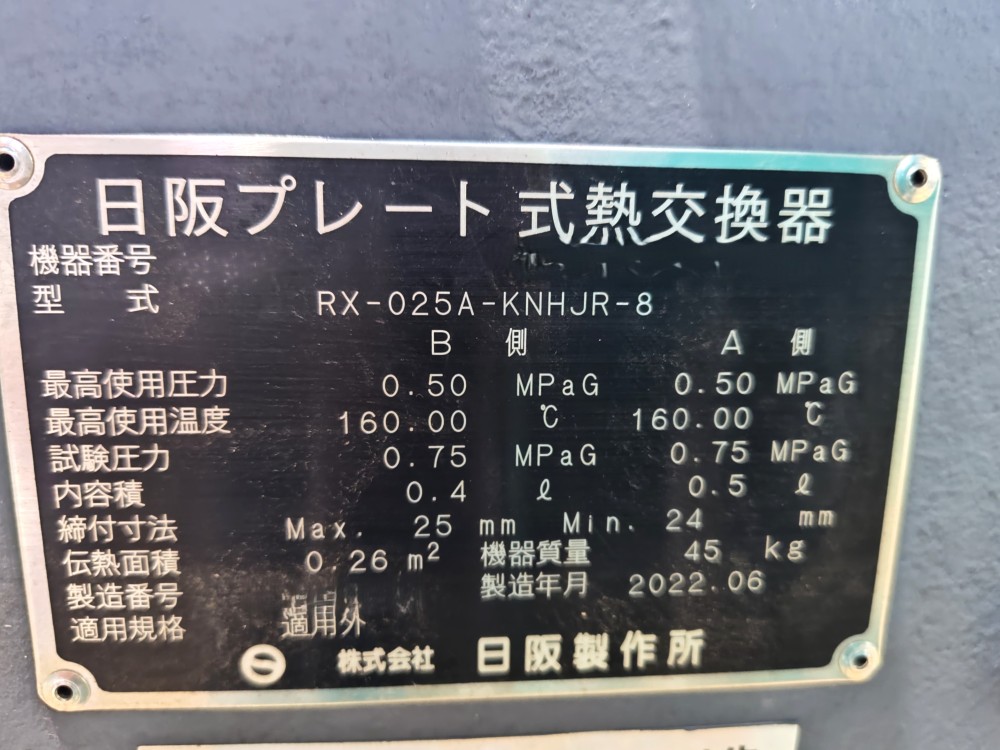 日阪プレート式熱交換器
機器番号
型 式 RX-025A-KNHJR-8
B 側 A 側
最高使用圧力 0.50 MPaG 0.50 MPaG
最高使用温度 160.00 ℃ 160.00 ℃
試験圧力 0.75 MPaG 0.75 MPaG
内容積 0.4 ℓ 0.5 ℓ
締付寸法 Max. 25 mm Min. 24 mm
伝熱面積 0.26 m² 機器質量 45 kg
製造番号 製造年月 2022.06
適用規格 適用外
株式会社 日阪製作所